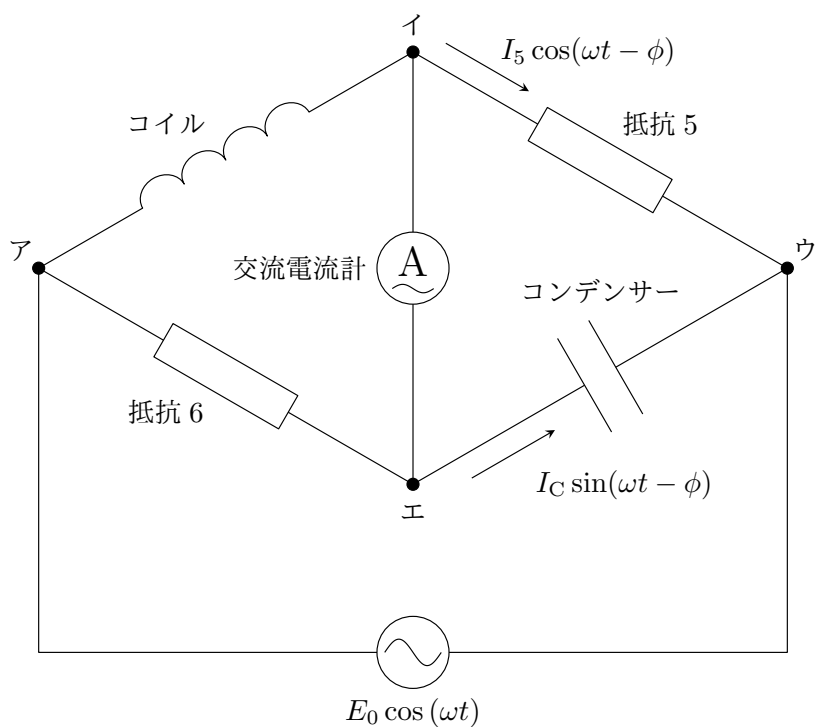 イ
I₅ cos(ωt − ϕ)
コイル
抵抗 5
ア
ウ
交流電流計
A
コンデンサー
抵抗 6
I_C sin(ωt − ϕ)
エ
E₀ cos (ωt)